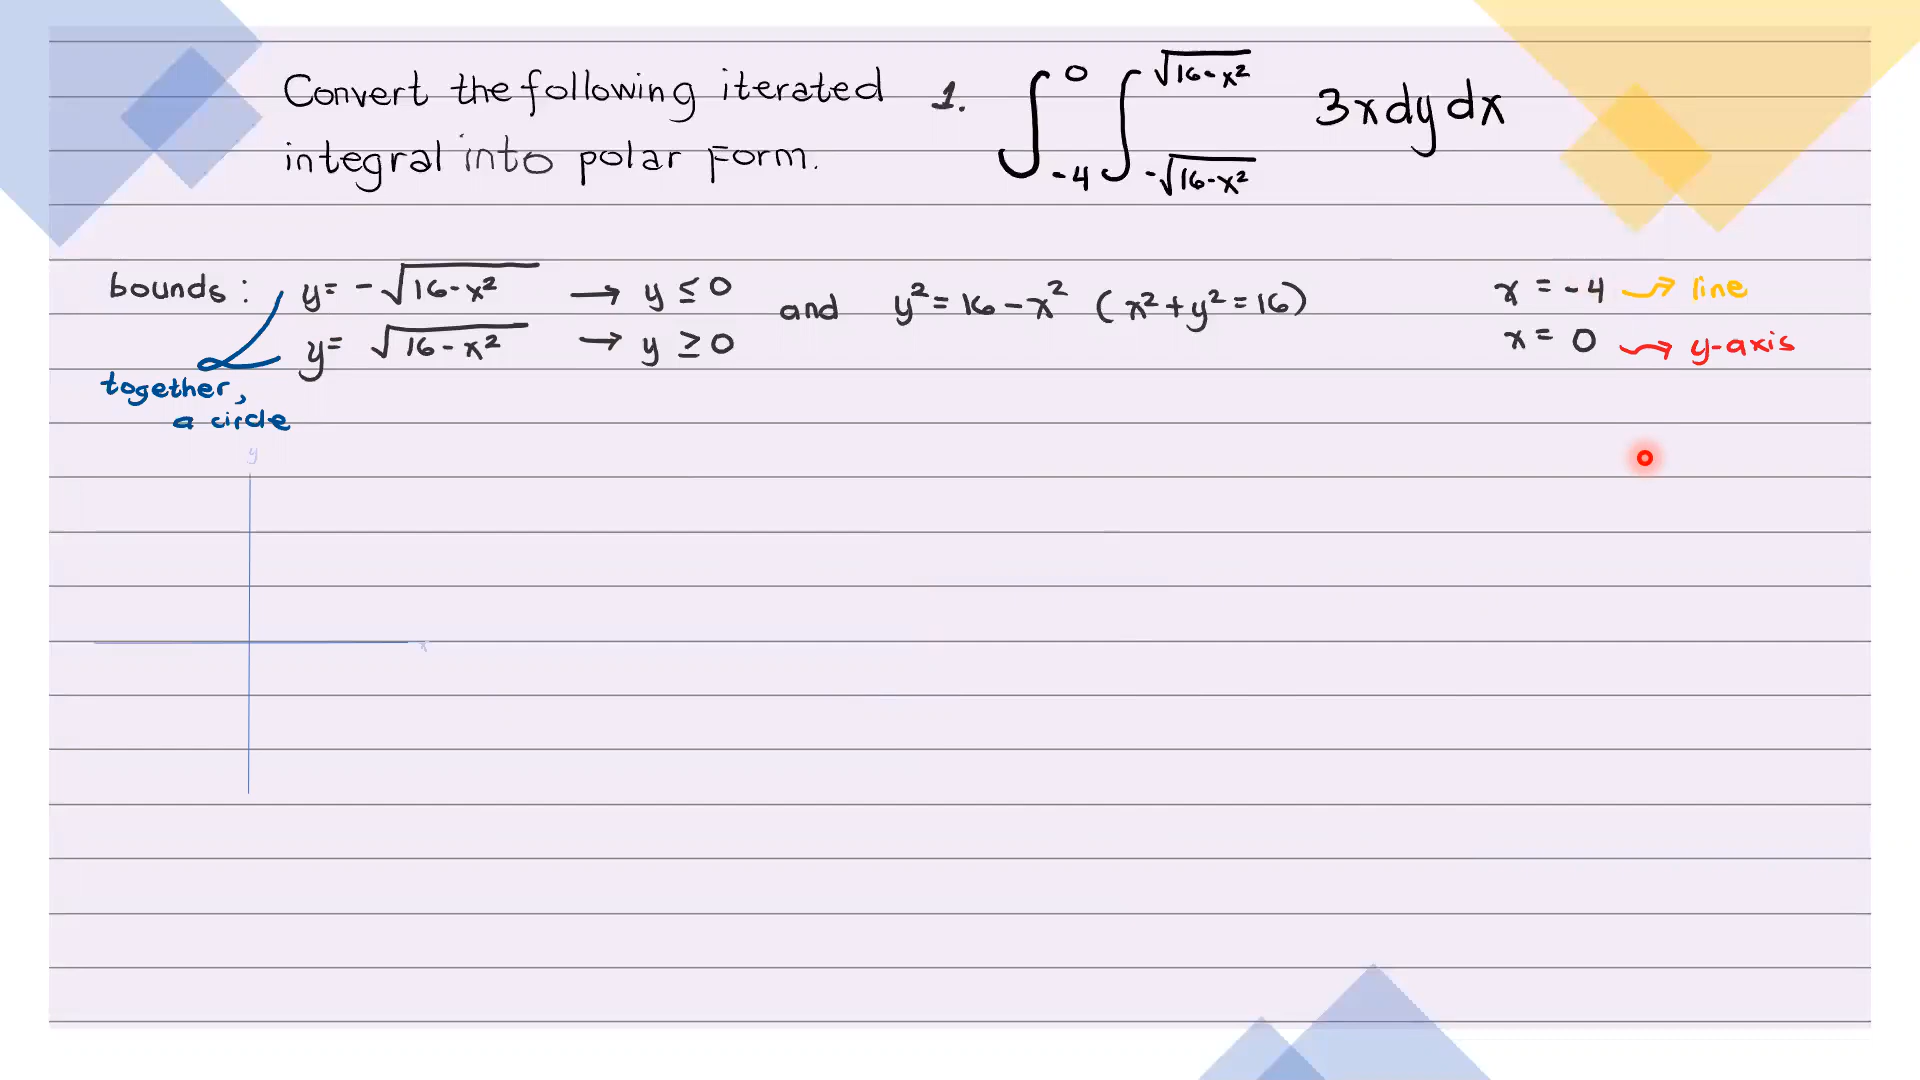 Convert the following iterated
integral into polar form.
1. ∫_{-4}^{0} ∫_{-√(16-x²)}^{√(16-x²)} 3x dy dx
bounds: y = -√(16-x²) → y ≤ 0
y = √(16-x²) → y ≥ 0
and y² = 16 - x² (x² + y² = 16)
x = -4 → line
x = 0 → y-axis
together,
a circle
y
x